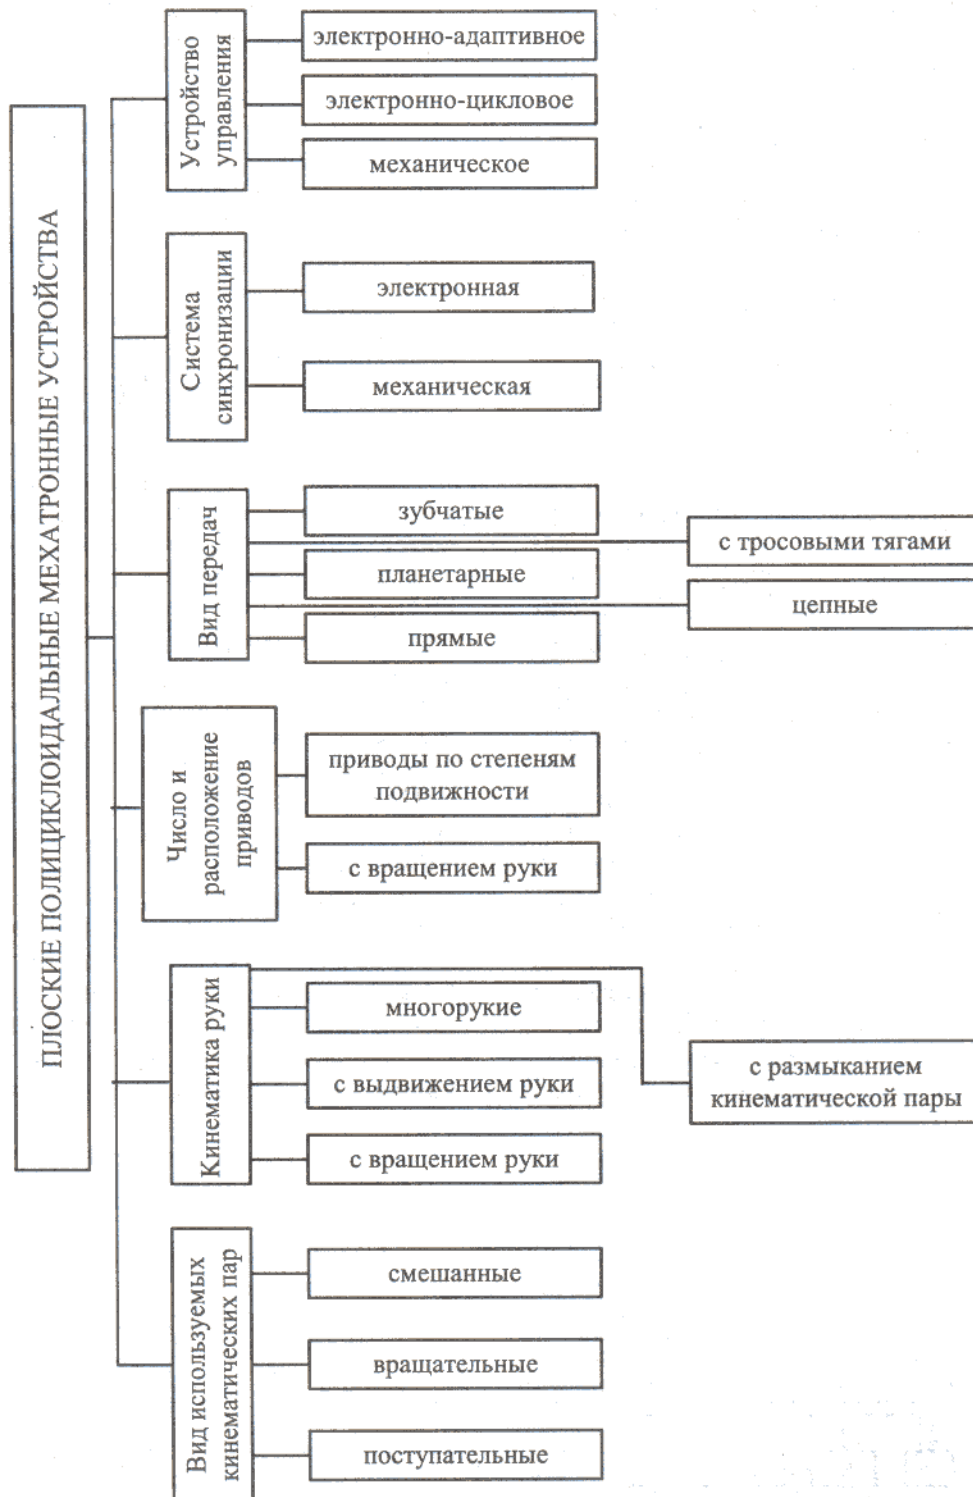 ПЛОСКИЕ ПОЛИЦИКЛОИДАЛЬНЫЕ МЕХАТРОННЫЕ УСТРОЙСТВА
Устройство
управления
электронно-адаптивное
электронно-цикловое
механическое
Система
синхронизации
электронная
механическая
Вид передач
зубчатые
с тросовыми тягами
планетарные
цепные
прямые
Число и
расположение
приводов
приводы по степеням
подвижности
с вращением руки
Кинематика руки
многорукие
с выдвижением руки
с вращением руки
с размыканием
кинематической пары
Вид используемых
кинематических пар
смешанные
вращательные
поступательные